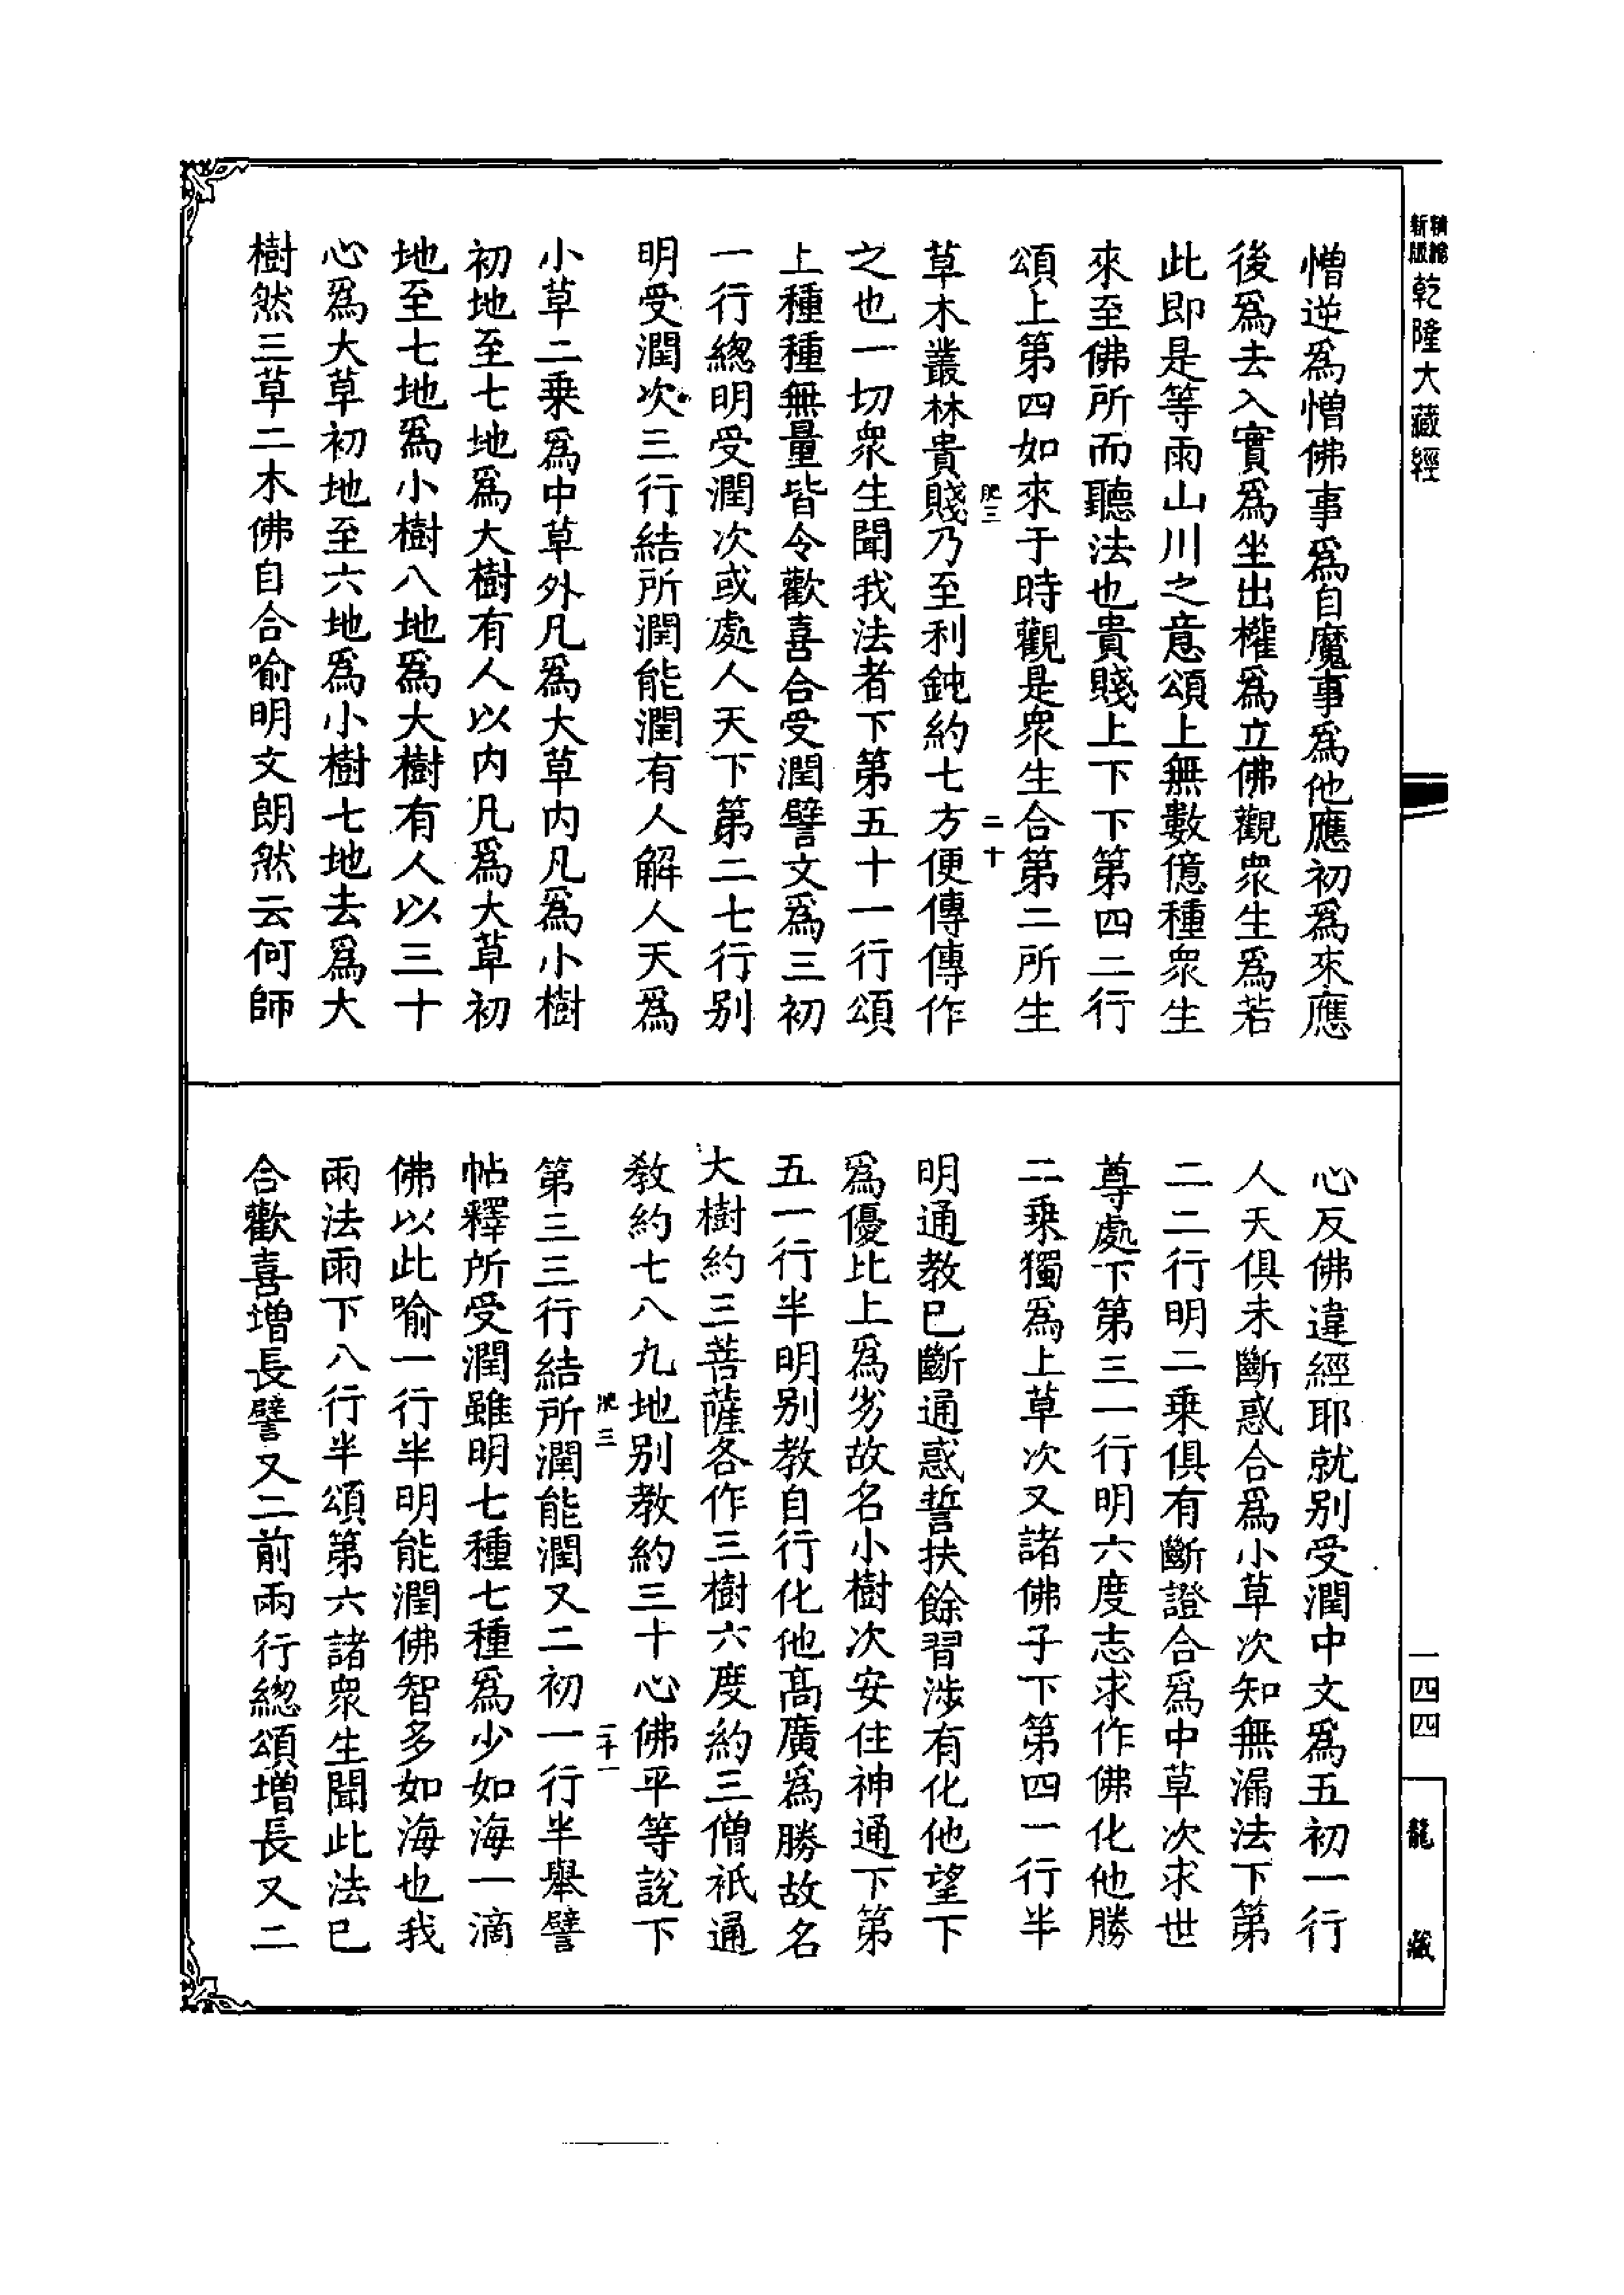 新版
精縮
乾隆大藏經
憎逆爲憎佛事爲自魔事爲他應初爲來應
後爲去入實爲坐出權爲立佛觀衆生爲若
此即是等雨山川之意頌上無數億種衆生
來至佛所而聽法也貴賤上下下第四二行
頌上第四如來于時觀是衆生合第二所生
肥三
二十
草木叢林貴賤乃至利鈍約七方便傳傳作
之也一切衆生聞我法者下第五十一行頌
上種種無量皆令歡喜合受潤譬文爲三初
一行總明受潤次或處人天下第二七行別
明受潤次三行結所潤能潤有人解人天爲
小草二乘爲中草外凡爲大草內凡爲小樹
初地至七地爲大樹有人以內凡爲大草初
地至七地爲小樹八地爲大樹有人以三十
心爲大草初地至六地爲小樹七地去爲大
樹然三草二木佛自合喻明文朗然云何師
心反佛違經耶就別受潤中文爲五初一行
人天俱未斷惑合爲小草次知無漏法下第
二二行明二乘俱有斷證合爲中草次求世
尊處下第三一行明六度志求作佛化他勝
二乘獨爲上草次又諸佛子下第四一行半
明通教已斷通惑誓扶餘習涉有化他望下
爲優比上爲劣故名小樹次安住神通下第
五一行半明別教自行化他高廣爲勝故名
大樹約三菩薩各作三樹六度約三僧祇通
教約七八九地別教約三十心佛平等說下
肥三
二十一
第三三行結所潤能潤又二初一行半舉譬
帖釋所受潤雖明七種七種爲少如海一滴
佛以此喻一行半明能潤佛智多如海也我
雨法雨下八行半頌第六諸衆生聞此法已
合歡喜增長譬又二前兩行總頌增長又二
一四四
龍藏